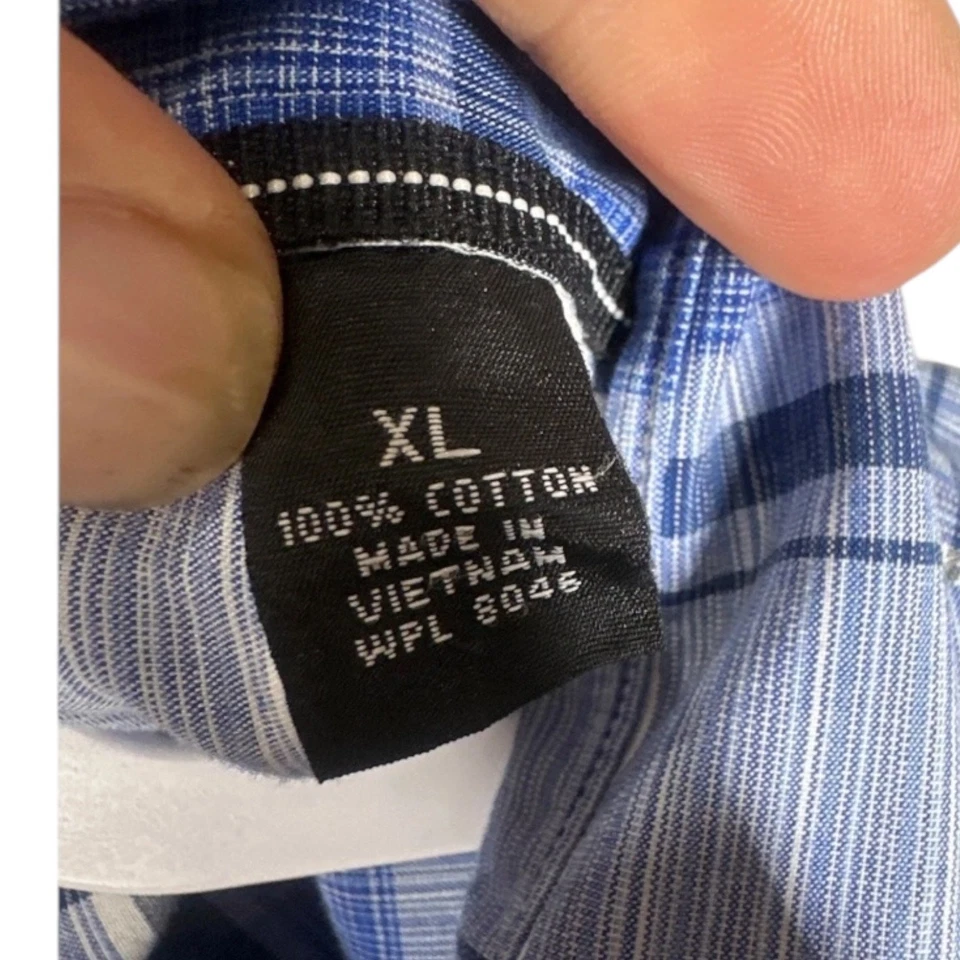 XL
100% COTTON
MADE IN
VIETNAM
WPL 8046